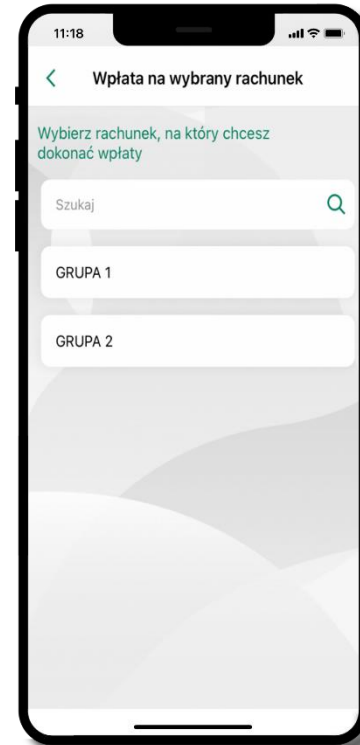 11:18
Wpłata na wybrany rachunek
Wybierz rachunek, na który chcesz
dokonać wpłaty
Szukaj
GRUPA 1
GRUPA 2